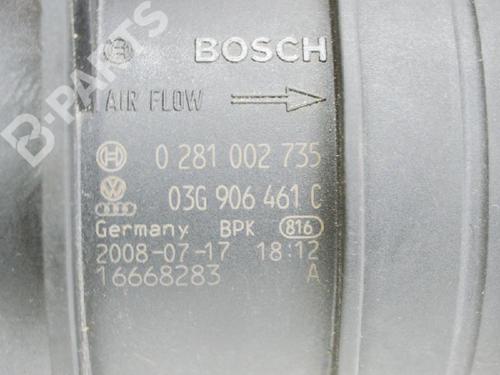 BOSCH
AIR FLOW
0 281 002 735
03G 906 461 C
Germany BPK 816
2008-07-17 18:12
16668283 A
B-PARTS